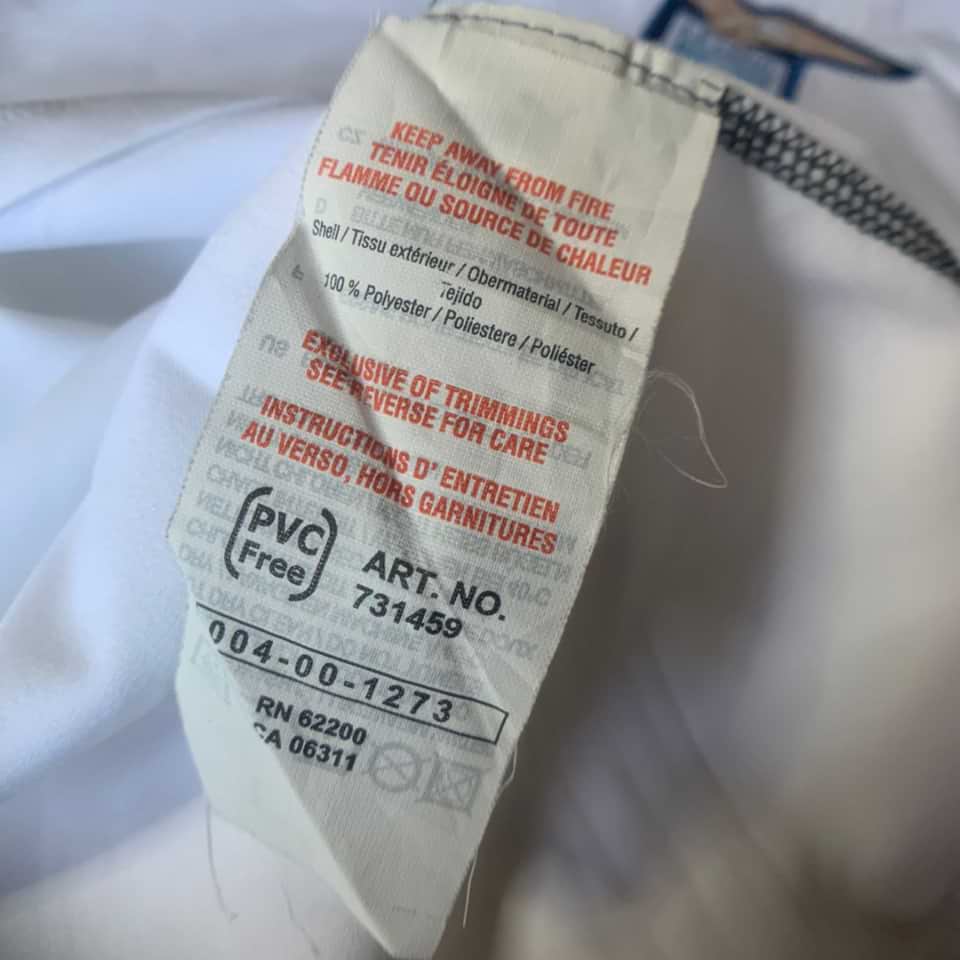 KEEP AWAY FROM FIRE
TENIR ÉLOIGNE DE TOUTE
FLAMME OU SOURCE DE CHALEUR
Shell / Tissu extérieur / Obermaterial / Tessuto /
Tejido
100 % Polyester / Poliestere / Poliéster
EXCLUSIVE OF TRIMMINGS
SEE REVERSE FOR CARE
INSTRUCTIONS D' ENTRETIEN
AU VERSO, HORS GARNITURES
PVC
Free
ART. NO.
731459
004-00-1273
RN 62200
CA 06311